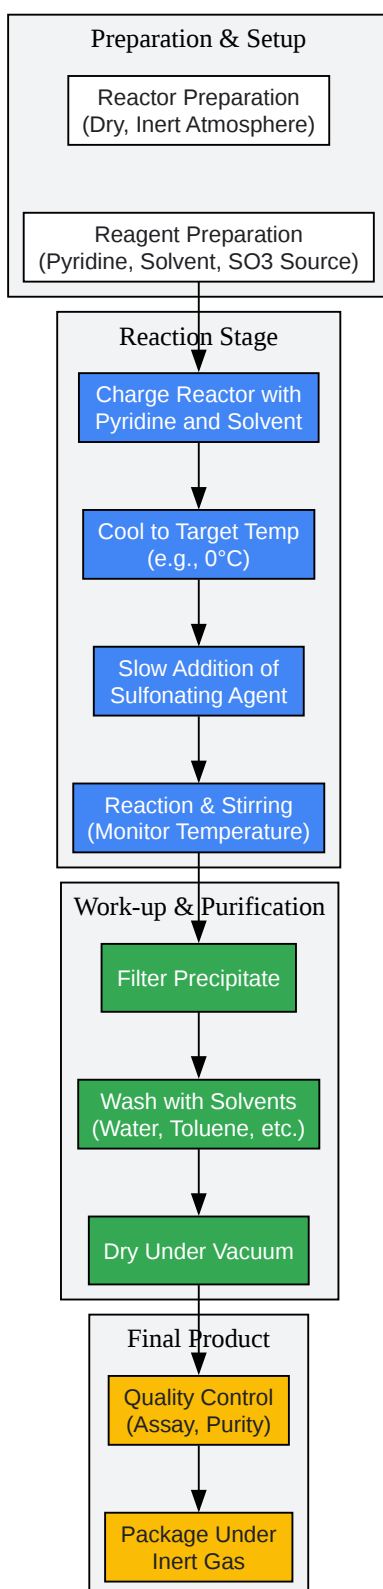 Preparation & Setup
Reactor Preparation
(Dry, Inert Atmosphere)
Reagent Preparation
(Pyridine, Solvent, SO3 Source)
Reaction Stage
Charge Reactor with
Pyridine and Solvent
Cool to Target Temp
(e.g., 0°C)
Slow Addition of
Sulfonating Agent
Reaction & Stirring
(Monitor Temperature)
Work-up & Purification
Filter Precipitate
Wash with Solvents
(Water, Toluene, etc.)
Dry Under Vacuum
Final Product
Quality Control
(Assay, Purity)
Package Under
Inert Gas